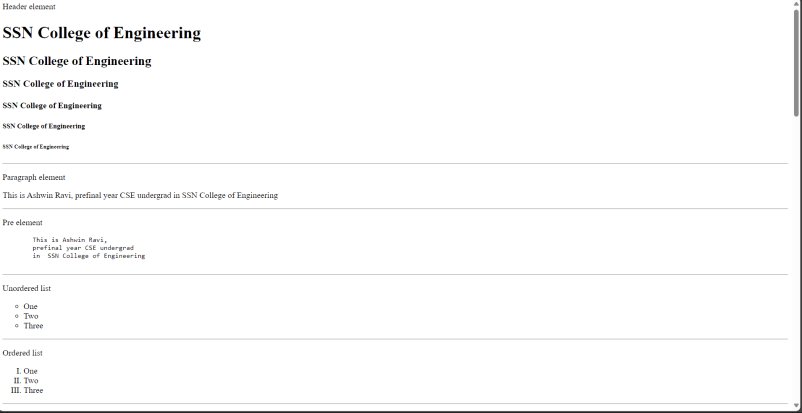 Header element
SSN College of Engineering
SSN College of Engineering
SSN College of Engineering
SSN College of Engineering
SSN College of Engineering
SSN College of Engineering
Paragraph element
This is Ashwin Ravi, prefinal year CSE undergrad in SSN College of Engineering
Pre element
This is Ashwin Ravi,
prefinal year CSE undergrad
in  SSN College of Engineering
Unordered list
One
Two
Three
Ordered list
I. One
II. Two
III. Three